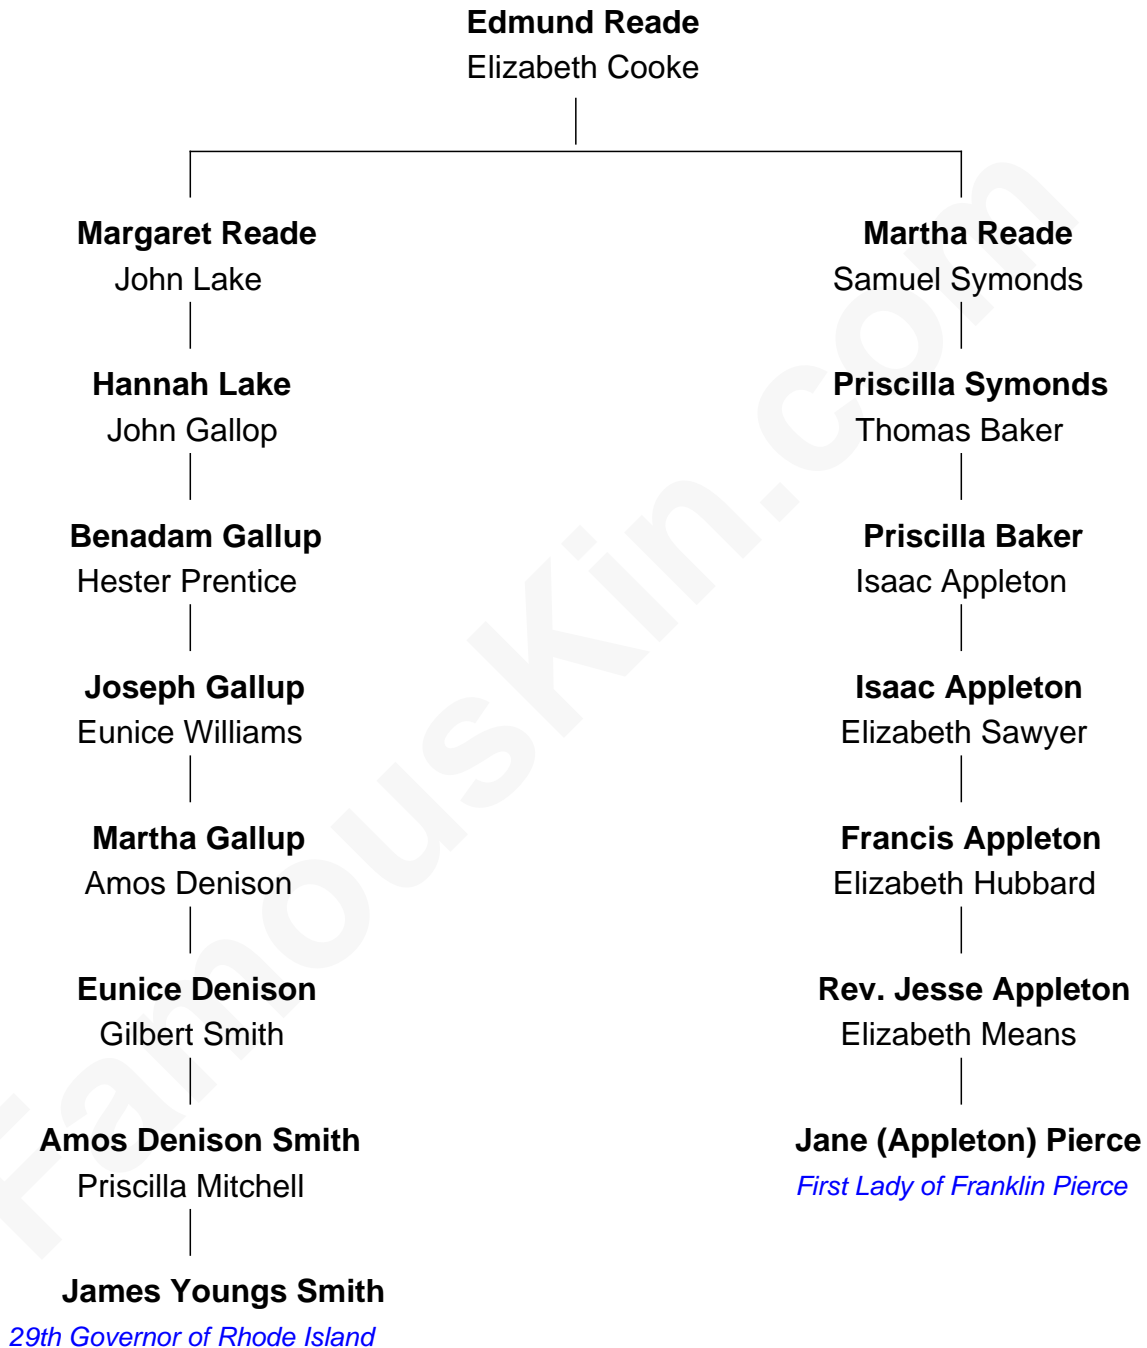 Edmund Reade
Elizabeth Cooke
Margaret Reade
John Lake
Martha Reade
Samuel Symonds
Hannah Lake
John Gallop
Priscilla Symonds
Thomas Baker
Benadam Gallup
Hester Prentice
Priscilla Baker
Isaac Appleton
Joseph Gallup
Eunice Williams
Isaac Appleton
Elizabeth Sawyer
Martha Gallup
Amos Denison
Francis Appleton
Elizabeth Hubbard
Eunice Denison
Gilbert Smith
Rev. Jesse Appleton
Elizabeth Means
Amos Denison Smith
Priscilla Mitchell
Jane (Appleton) Pierce
First Lady of Franklin Pierce
James Youngs Smith
29th Governor of Rhode Island
FamousKin.com